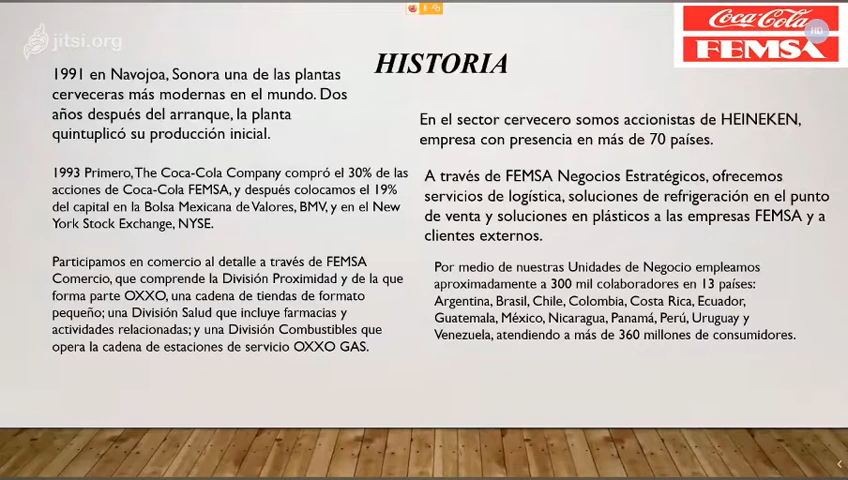 jitsi.org
Coca-Cola
FEMSA
HD
HISTORIA
1991 en Navojoa, Sonora una de las plantas
cerveceras más modernas en el mundo. Dos
años después del arranque, la planta
quintuplicó su producción inicial.
1993 Primero, The Coca-Cola Company compró el 30% de las
acciones de Coca-Cola FEMSA, y después colocamos el 19%
del capital en la Bolsa Mexicana de Valores, BMV, y en el New
York Stock Exchange, NYSE.
Participamos en comercio al detalle a través de FEMSA
Comercio, que comprende la División Proximidad y de la que
forma parte OXXO, una cadena de tiendas de formato
pequeño; una División Salud que incluye farmacias y
actividades relacionadas; y una División Combustibles que
opera la cadena de estaciones de servicio OXXO GAS.
En el sector cervecero somos accionistas de HEINEKEN,
empresa con presencia en más de 70 países.
A través de FEMSA Negocios Estratégicos, ofrecemos
servicios de logística, soluciones de refrigeración en el punto
de venta y soluciones en plásticos a las empresas FEMSA y a
clientes externos.
Por medio de nuestras Unidades de Negocio empleamos
aproximadamente a 300 mil colaboradores en 13 países:
Argentina, Brasil, Chile, Colombia, Costa Rica, Ecuador,
Guatemala, México, Nicaragua, Panamá, Perú, Uruguay y
Venezuela, atendiendo a más de 360 millones de consumidores.